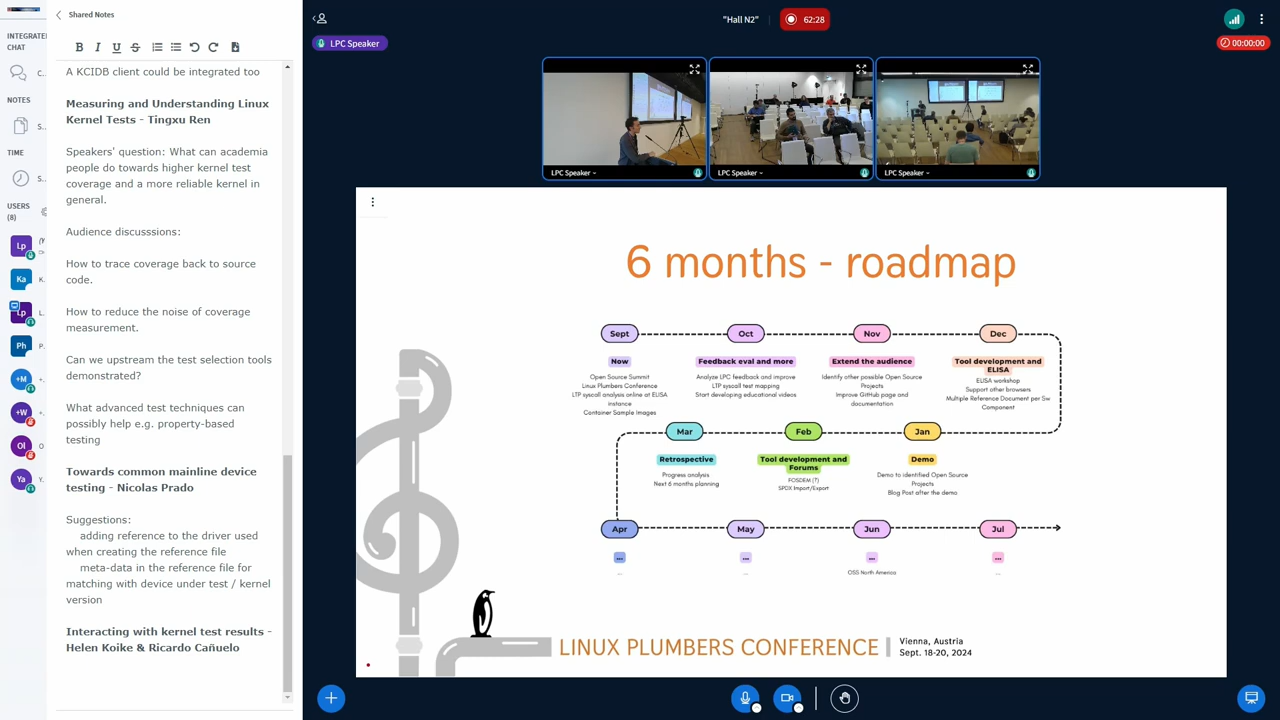 Shared Notes
"Hall N2"
62:28
LPC Speaker
00:00:00
INTEGRATE
CHAT
C.
NOTES
S..
TIME
S..
USERS
(8)
Lp
Ka
K.
Lp
L.
Ph
P.
+M
Ol
O
Ya
Y.
A KCIDB client could be integrated too
Measuring and Understanding Linux
Kernel Tests - Tingxu Ren
Speakers' question: What can academia
people do towards higher kernel test
coverage and a more reliable kernel in
general.
Audience discusssions:
How to trace coverage back to source
code.
How to reduce the noise of coverage
measurement.
Can we upstream the test selection tools
demonstrated?
What advanced test techniques can
possibly help e.g. property-based
testing
Towards common mainline device
testing - Nicolas Prado
Suggestions:
adding reference to the driver used
when creating the reference file
meta-data in the reference file for
matching with device under test / kernel
version
Interacting with kernel test results -
Helen Koike & Ricardo Cañuelo
LPC Speaker
LPC Speaker
LPC Speaker
6 months - roadmap
Sept
Oct
Nov
Dec
Now
Open Source Summit
Linux Plumbers Conference
LTP syscall analysis online at ELISA
instance
Container Sample Images
Feedback eval and more
Analyze LPC feedback and improve
LTP syscall test mapping
Start developing educational videos
Extend the audience
Identify other possible Open Source
Projects
Improve GitHub page and
documentation
Tool development and
ELISA
ELISA workshop
Support other browsers
Multiple Reference Document per Sw
Component
Mar
Feb
Jan
Retrospective
Progress analysis
Next 6 months planning
Tool development and
Forums
FOSDEM (?)
SPDX Import/Export
Demo
Demo to identified Open Source
Projects
Blog Post after the demo
Apr
May
Jun
Jul
...
...
...
...
...
...
OSS North America
...
LINUX PLUMBERS CONFERENCE
Vienna, Austria
Sept. 18-20, 2024